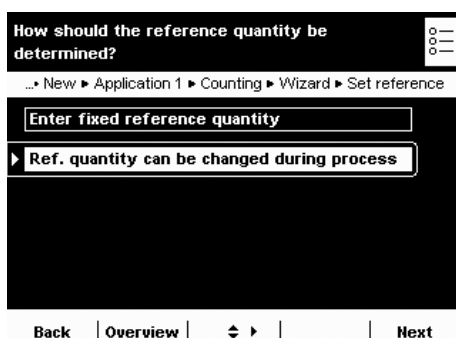 How should the reference quantity be
determined?
...• New ▸ Application 1 ▸ Counting ▸ Wizard ▸ Set reference
Enter fixed reference quantity
Ref. quantity can be changed during process
Back Overview Next